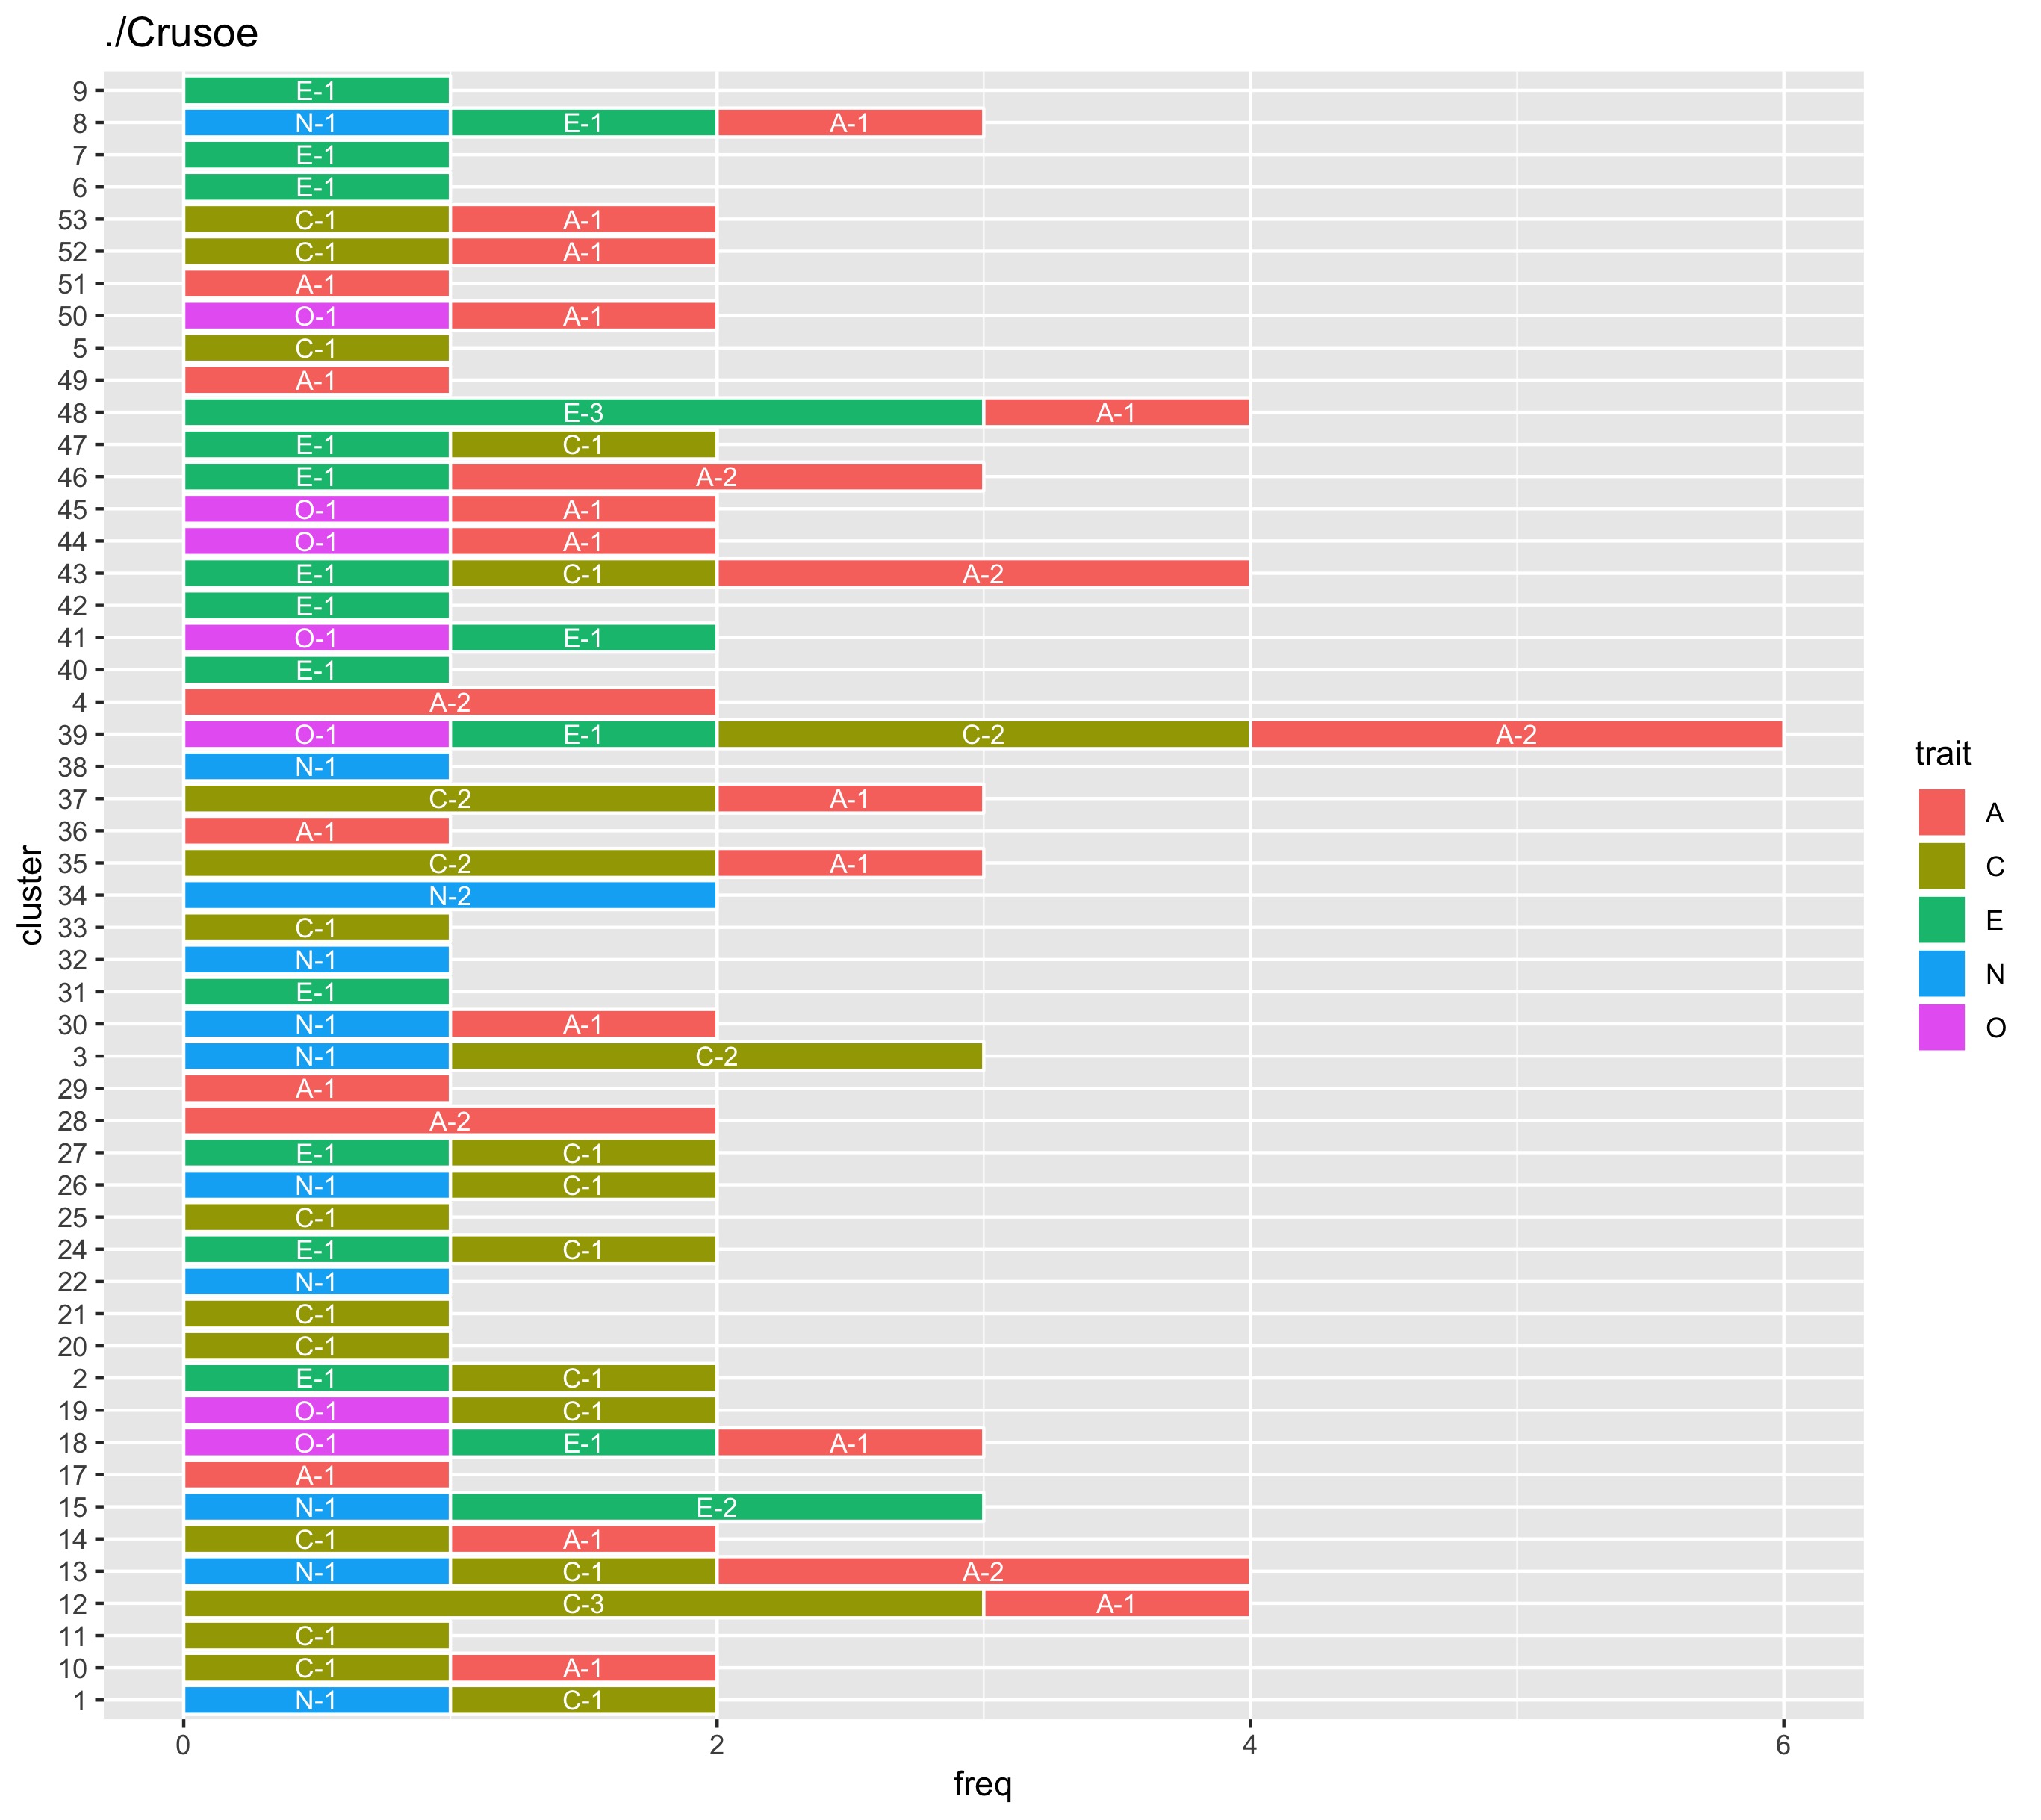 ./Crusoe
9 E-1
8 N-1 E-1 A-1
7 E-1
6 E-1
53 C-1 A-1
52 C-1 A-1
51 A-1
50 O-1 A-1
5 C-1
49 A-1
48 E-3 A-1
47 E-1 C-1
46 E-1 A-2
45 O-1 A-1
44 O-1 A-1
43 E-1 C-1 A-2
42 E-1
41 O-1 E-1
40 E-1
4 A-2
39 O-1 E-1 C-2 A-2
38 N-1
37 C-2 A-1
36 A-1
35 C-2 A-1
34 N-2
33 C-1
32 N-1
31 E-1
30 N-1 A-1
3 N-1 C-2
29 A-1
28 A-2
27 E-1 C-1
26 N-1 C-1
25 C-1
24 E-1 C-1
22 N-1
21 C-1
20 C-1
2 E-1 C-1
19 O-1 C-1
18 O-1 E-1 A-1
17 A-1
15 N-1 E-2
14 C-1 A-1
13 N-1 C-1 A-2
12 C-3 A-1
11 C-1
10 C-1 A-1
1 N-1 C-1
0 2 4 6
freq
cluster
trait
A
C
E
N
O